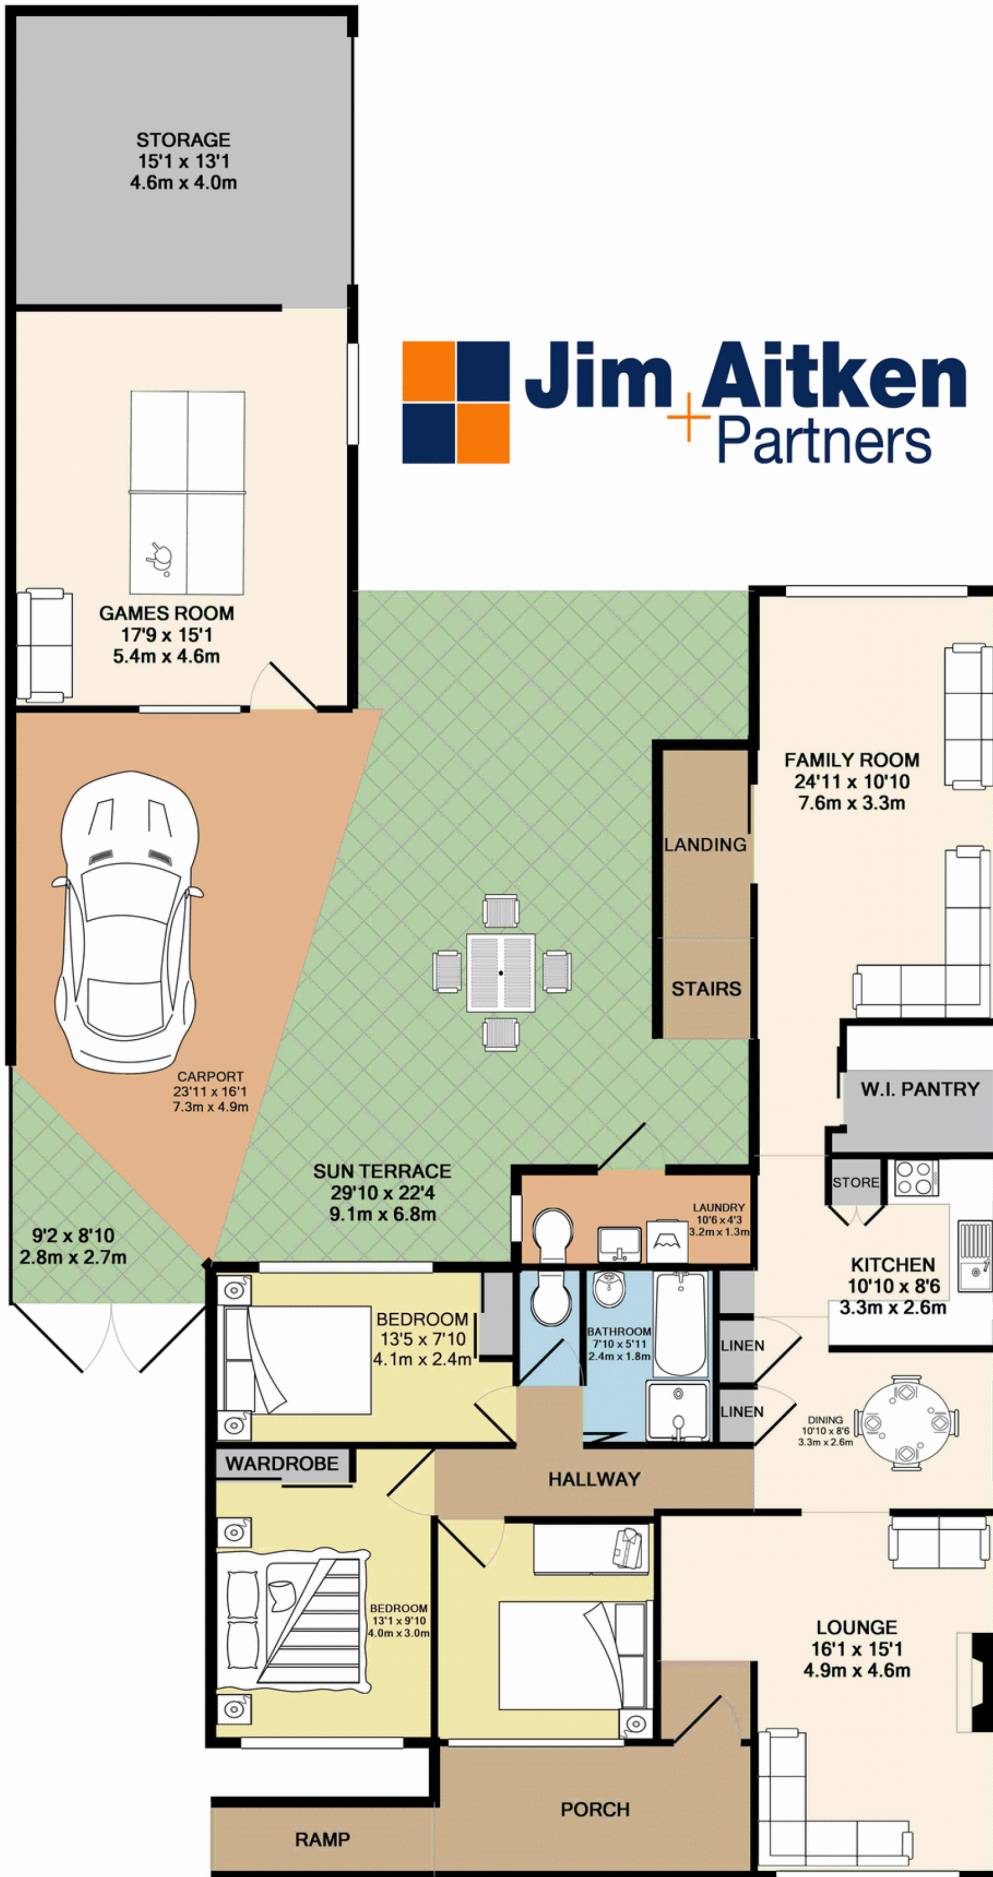 STORAGE
15'1 x 13'1
4.6m x 4.0m
Jim Aitken
+
Partners
GAMES ROOM
17'9 x 15'1
5.4m x 4.6m
FAMILY ROOM
24'11 x 10'10
7.6m x 3.3m
LANDING
STAIRS
CARPORT
23'11 x 16'1
7.3m x 4.9m
W.I. PANTRY
SUN TERRACE
29'10 x 22'4
9.1m x 6.8m
STORE
LAUNDRY
10'6 x 4'3
3.2m x 1.3m
9'2 x 8'10
2.8m x 2.7m
KITCHEN
10'10 x 8'6
3.3m x 2.6m
BEDROOM
13'5 x 7'10
4.1m x 2.4m
BATHROOM
7'10 x 5'11
2.4m x 1.8m
LINEN
LINEN
DINING
10'10 x 8'6
3.3m x 2.6m
WARDROBE
HALLWAY
BEDROOM
13'1 x 9'10
4.0m x 3.0m
LOUNGE
16'1 x 15'1
4.9m x 4.6m
PORCH
RAMP